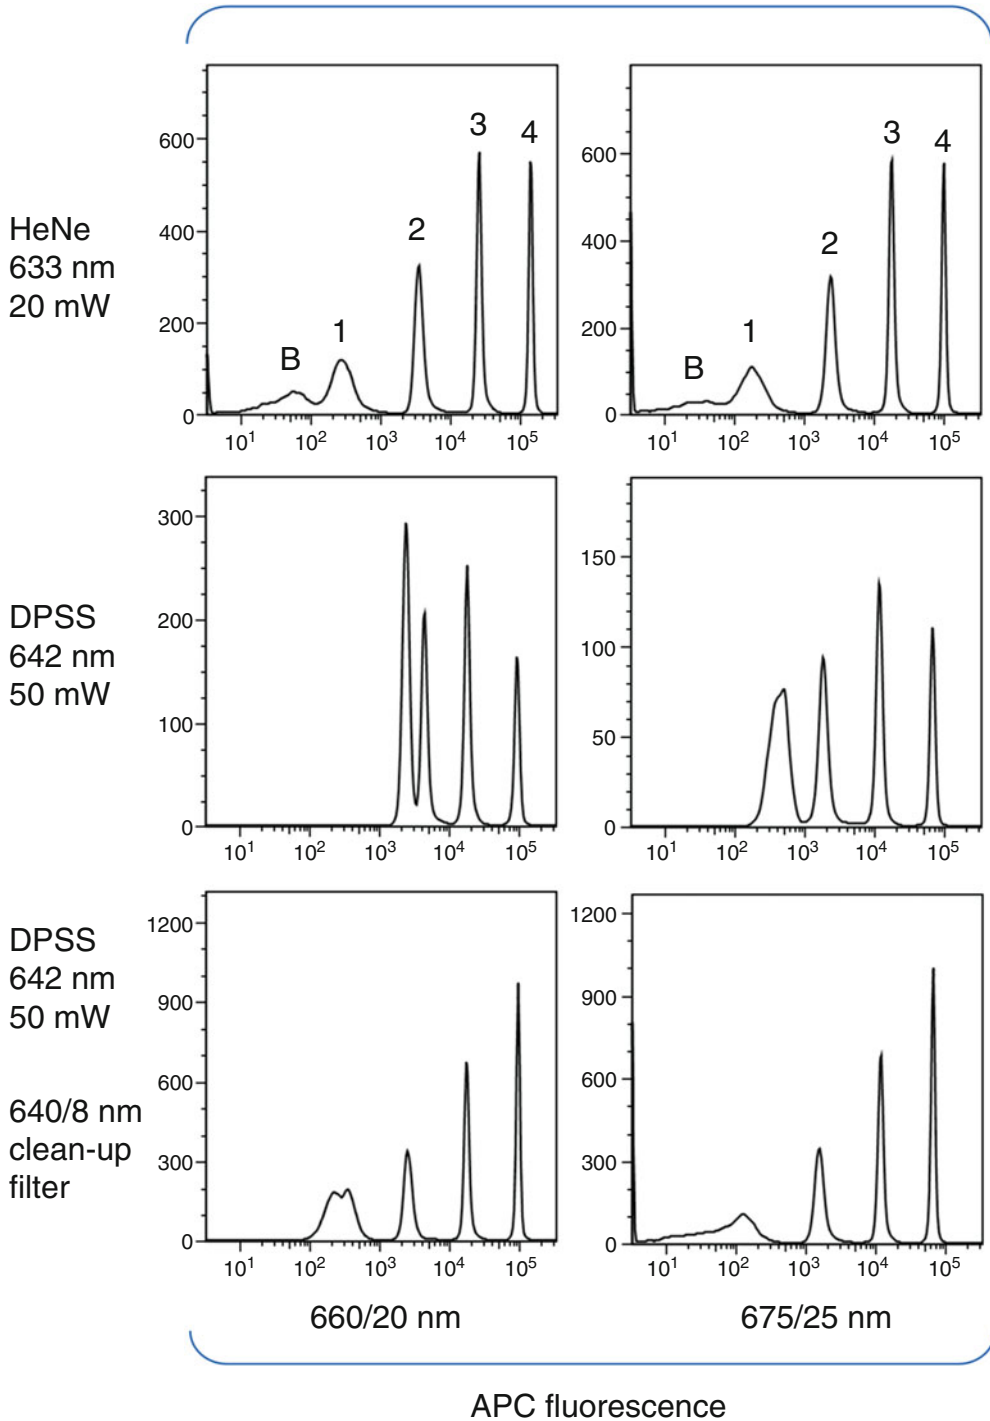 HeNe
633 nm
20 mW
600
400
200
0
B
1
2
3
4
10¹ 10² 10³ 10⁴ 10⁵
600
400
200
0
B
1
2
3
4
10¹ 10² 10³ 10⁴ 10⁵
DPSS
642 nm
50 mW
300
200
100
0
10¹ 10² 10³ 10⁴ 10⁵
150
100
50
0
10¹ 10² 10³ 10⁴ 10⁵
DPSS
642 nm
50 mW
640/8 nm
clean-up
filter
1200
900
600
300
0
10¹ 10² 10³ 10⁴ 10⁵
1200
900
600
300
0
10¹ 10² 10³ 10⁴ 10⁵
660/20 nm
675/25 nm
APC fluorescence